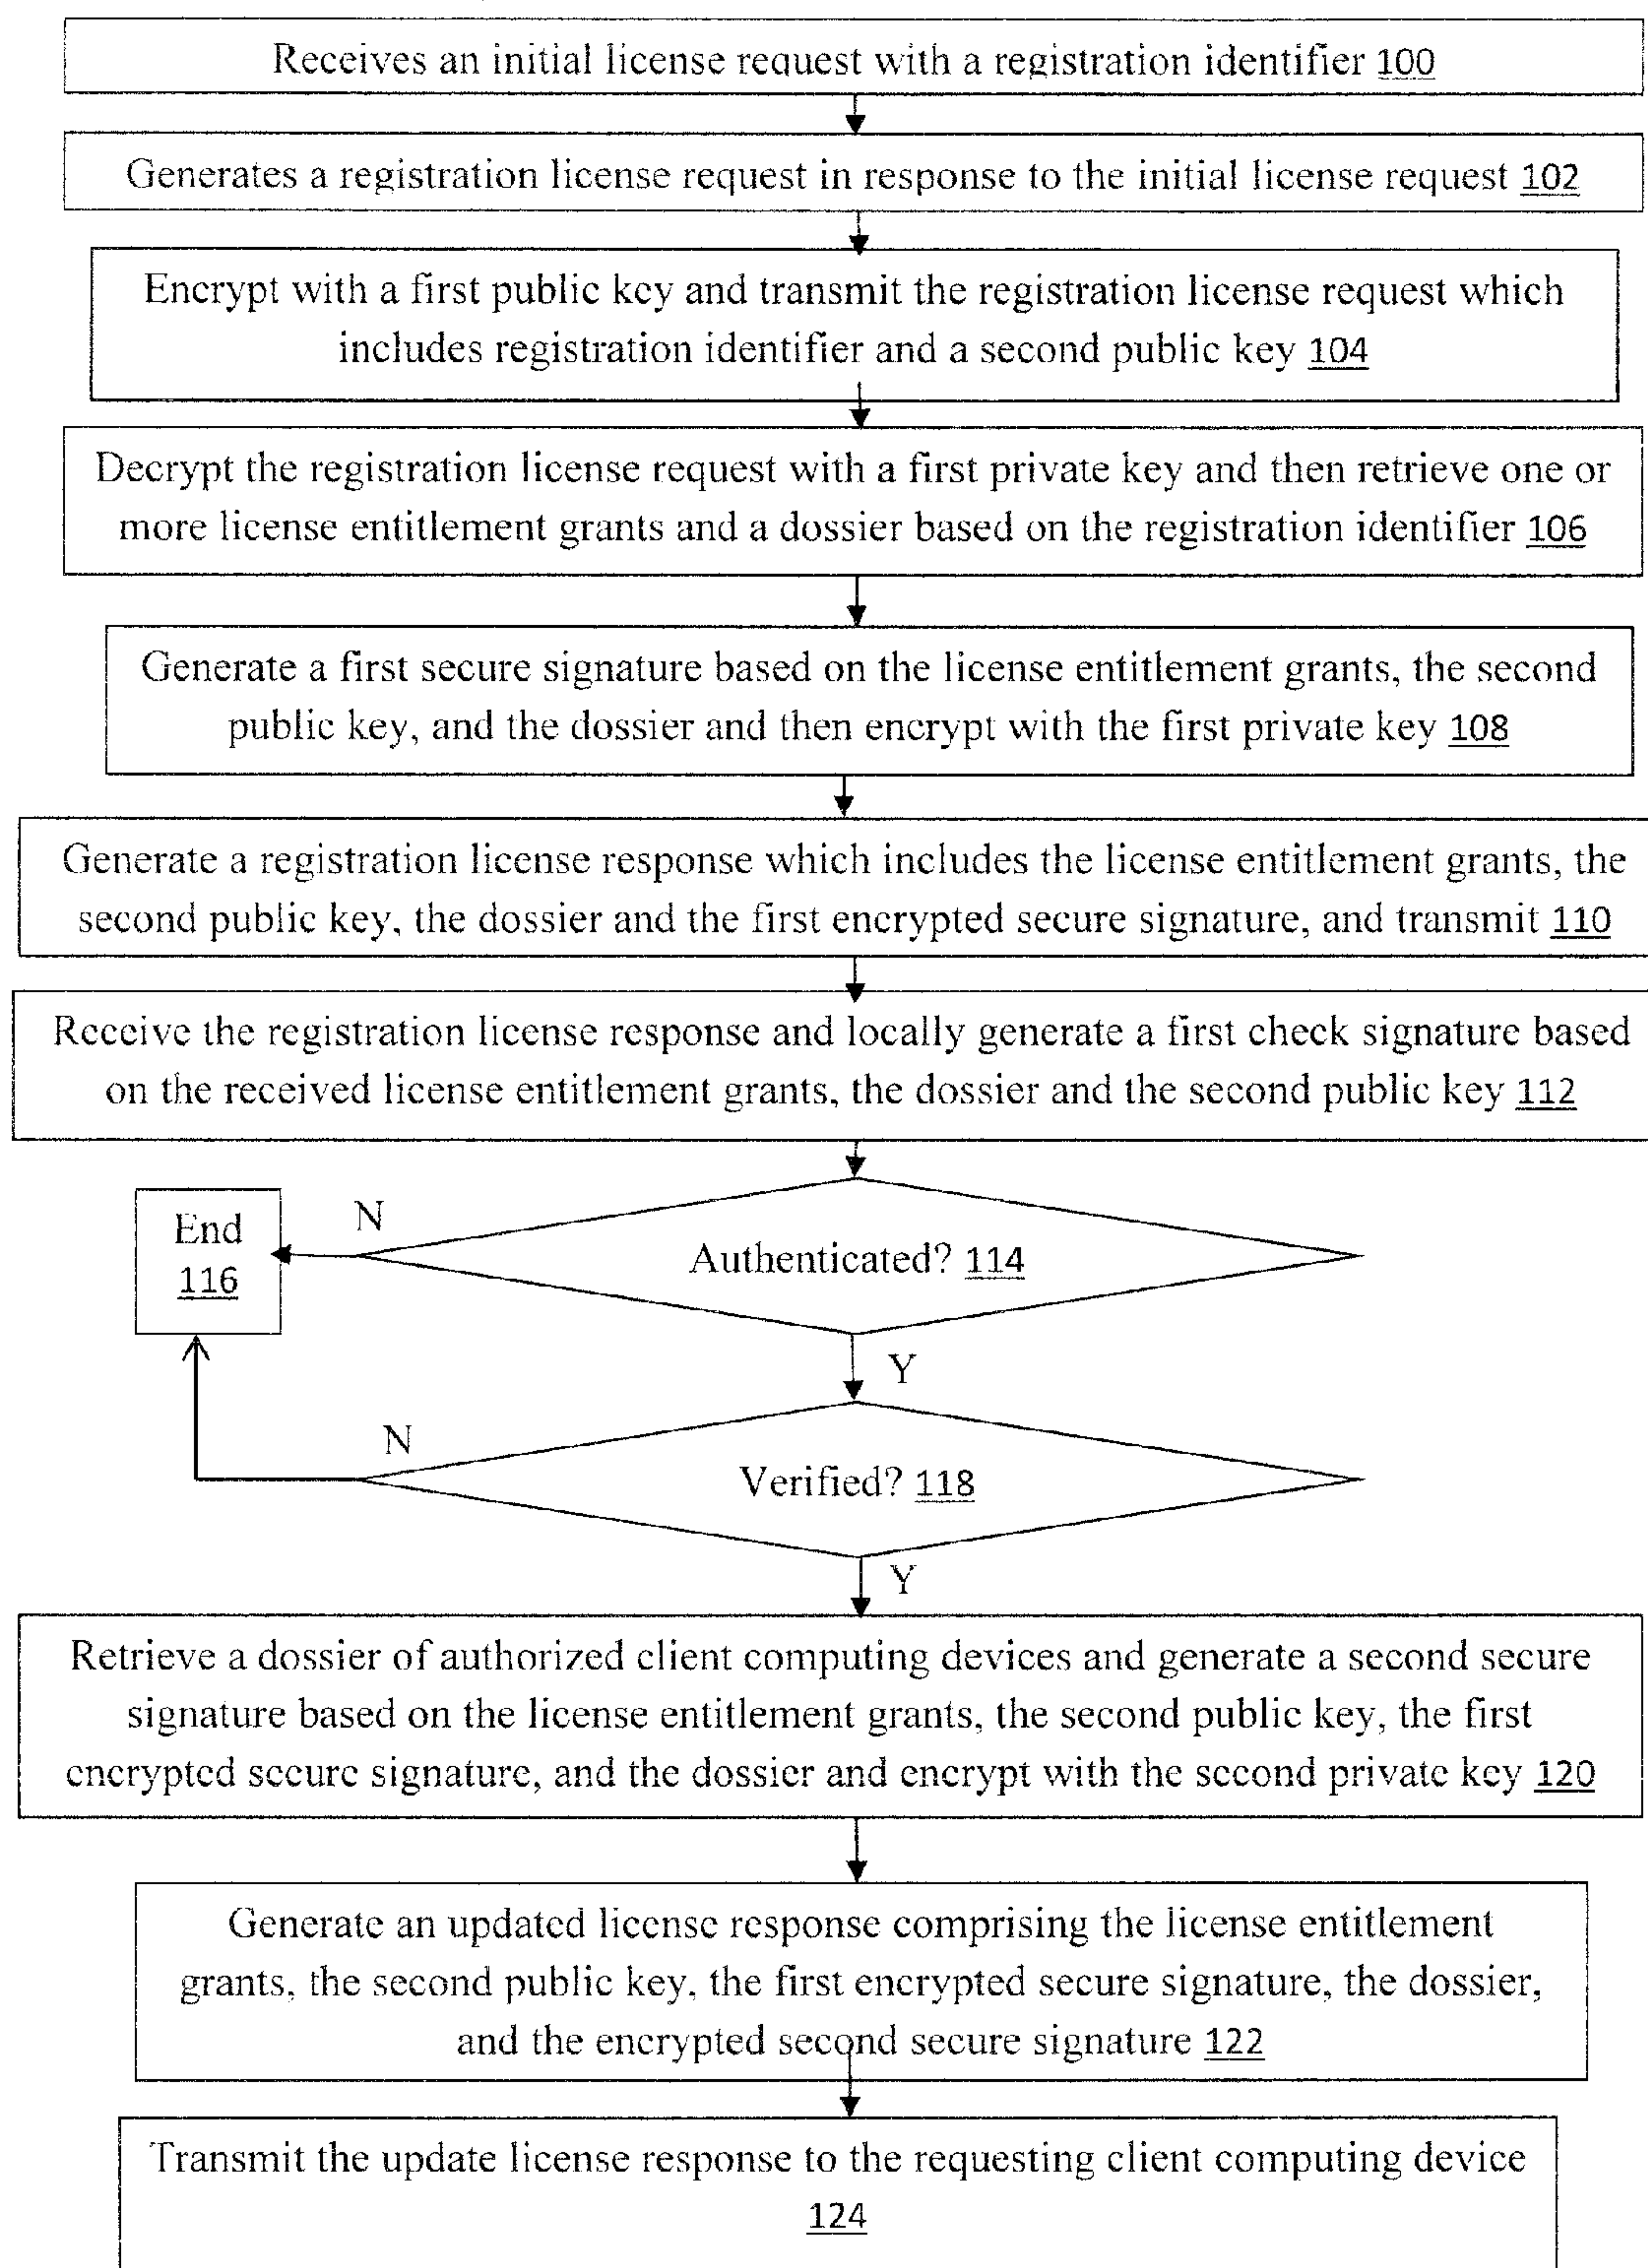 Receives an initial license request with a registration identifier 100
Generates a registration license request in response to the initial license request 102
Encrypt with a first public key and transmit the registration license request which
includes registration identifier and a second public key 104
Decrypt the registration license request with a first private key and then retrieve one or
more license entitlement grants and a dossier based on the registration identifier 106
Generate a first secure signature based on the license entitlement grants, the second
public key, and the dossier and then encrypt with the first private key 108
Generate a registration license response which includes the license entitlement grants, the
second public key, the dossier and the first encrypted secure signature, and transmit 110
Receive the registration license response and locally generate a first check signature based
on the received license entitlement grants, the dossier and the second public key 112
N
End
116
Authenticated? 114
Y
N
Verified? 118
Y
Retrieve a dossier of authorized client computing devices and generate a second secure
signature based on the license entitlement grants, the second public key, the first
encrypted secure signature, and the dossier and encrypt with the second private key 120
Generate an updated license response comprising the license entitlement
grants, the second public key, the first encrypted secure signature, the dossier,
and the encrypted second secure signature 122
Transmit the update license response to the requesting client computing device
124